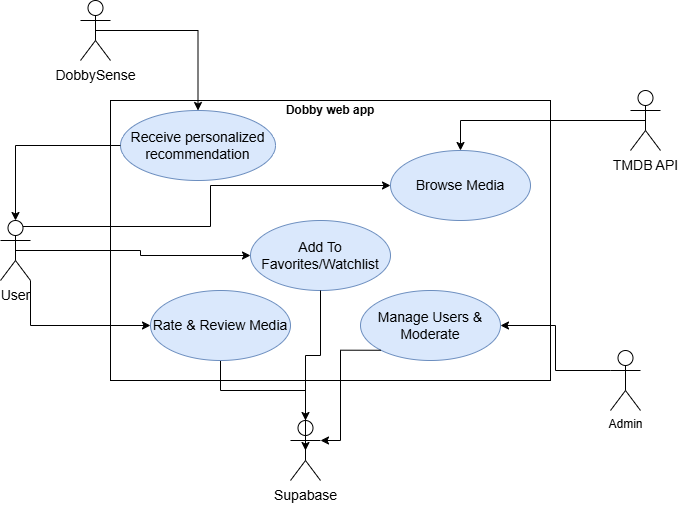 DobbySense
Dobby web app
Receive personalized
recommendation
TMDB API
Browse Media
Add To
Favorites/Watchlist
User
Rate & Review Media
Manage Users &
Moderate
Admin
Supabase